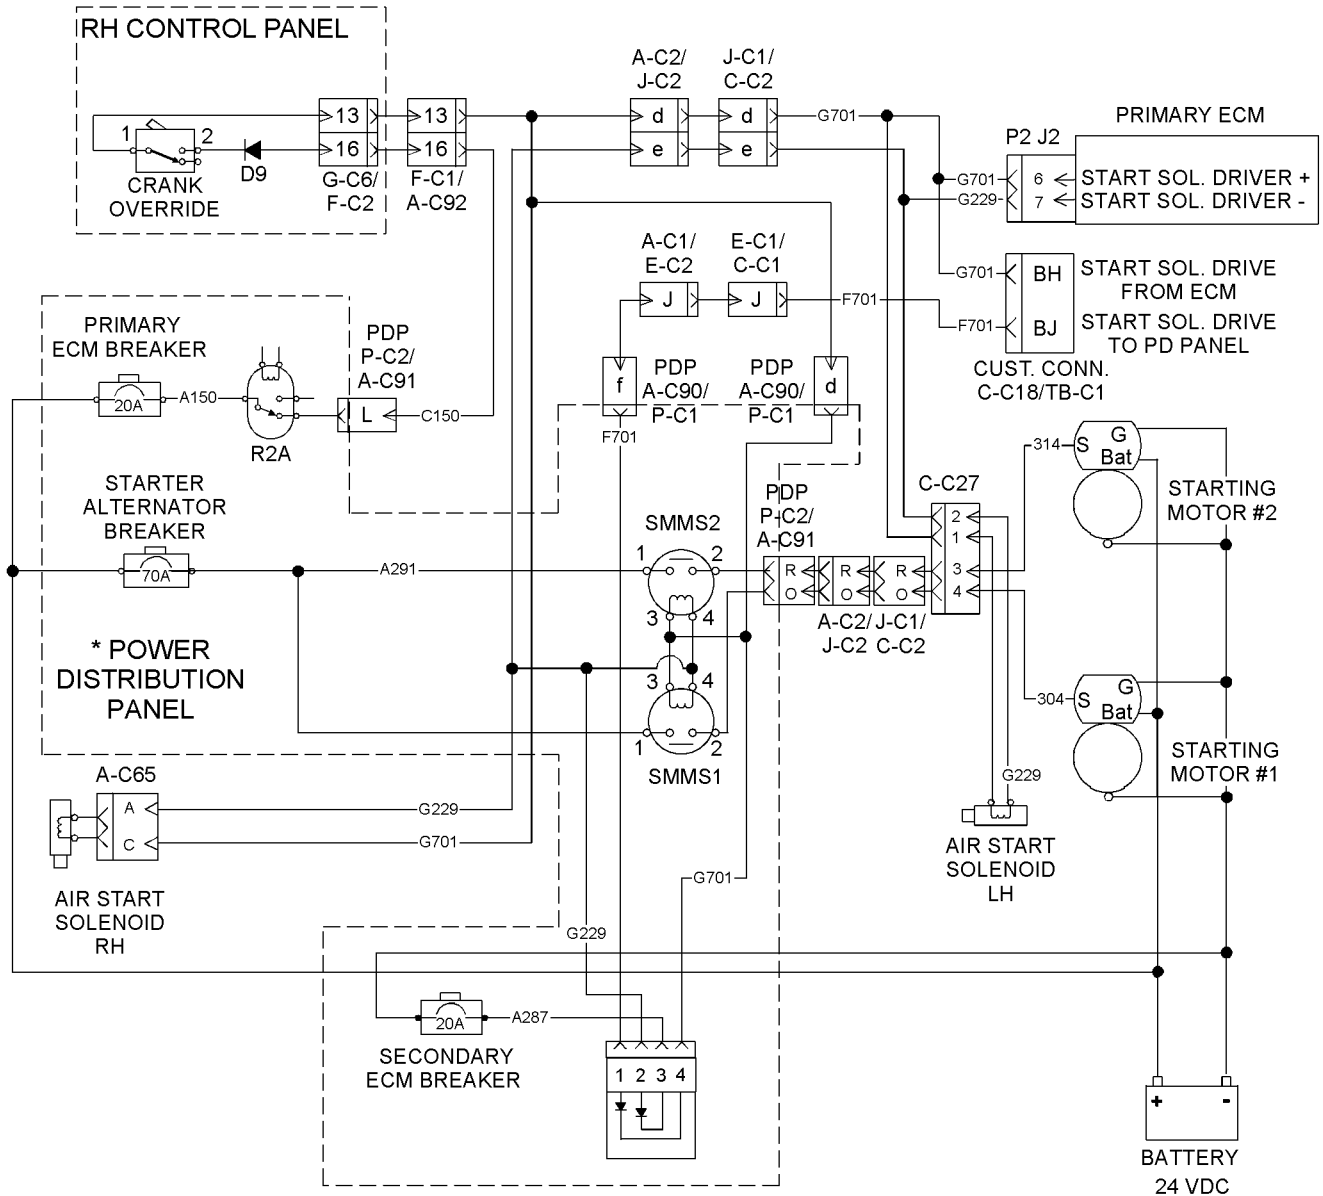 RH CONTROL PANEL
1
2
CRANK
OVERRIDE
D9
13
16
G-C6/
F-C2
13
16
F-C1/
A-C92
A-C2/
J-C2
d
e
J-C1/
C-C2
d
e
G701
PRIMARY ECM
P2 J2
G701
6
START SOL. DRIVER +
G229
7
START SOL. DRIVER -
G701
BH
START SOL. DRIVE
FROM ECM
F701
BJ
START SOL. DRIVE
TO PD PANEL
CUST. CONN.
C-C18/TB-C1
A-C1/
E-C2
J
E-C1/
C-C1
J
F701
PRIMARY
ECM BREAKER
20A
A150
R2A
PDP
P-C2/
A-C91
L
C150
f
PDP
A-C90/
P-C1
F701
PDP
A-C90/
P-C1
d
STARTER
ALTERNATOR
BREAKER
70A
A291
SMMS2
1
2
3
4
PDP
P-C2/
A-C91
R
O
R
O
R
O
A-C2/
J-C2
J-C1/
C-C2
C-C27
2
1
3
4
314
S
G
Bat
STARTING
MOTOR #2
* POWER
DISTRIBUTION
PANEL
3
4
1
2
SMMS1
304
S
G
Bat
STARTING
MOTOR #1
G229
AIR START
SOLENOID
LH
A-C65
A
C
G229
G701
AIR START
SOLENOID
RH
G701
G229
20A
A287
SECONDARY
ECM BREAKER
1 2 3 4
+
-
BATTERY
24 VDC